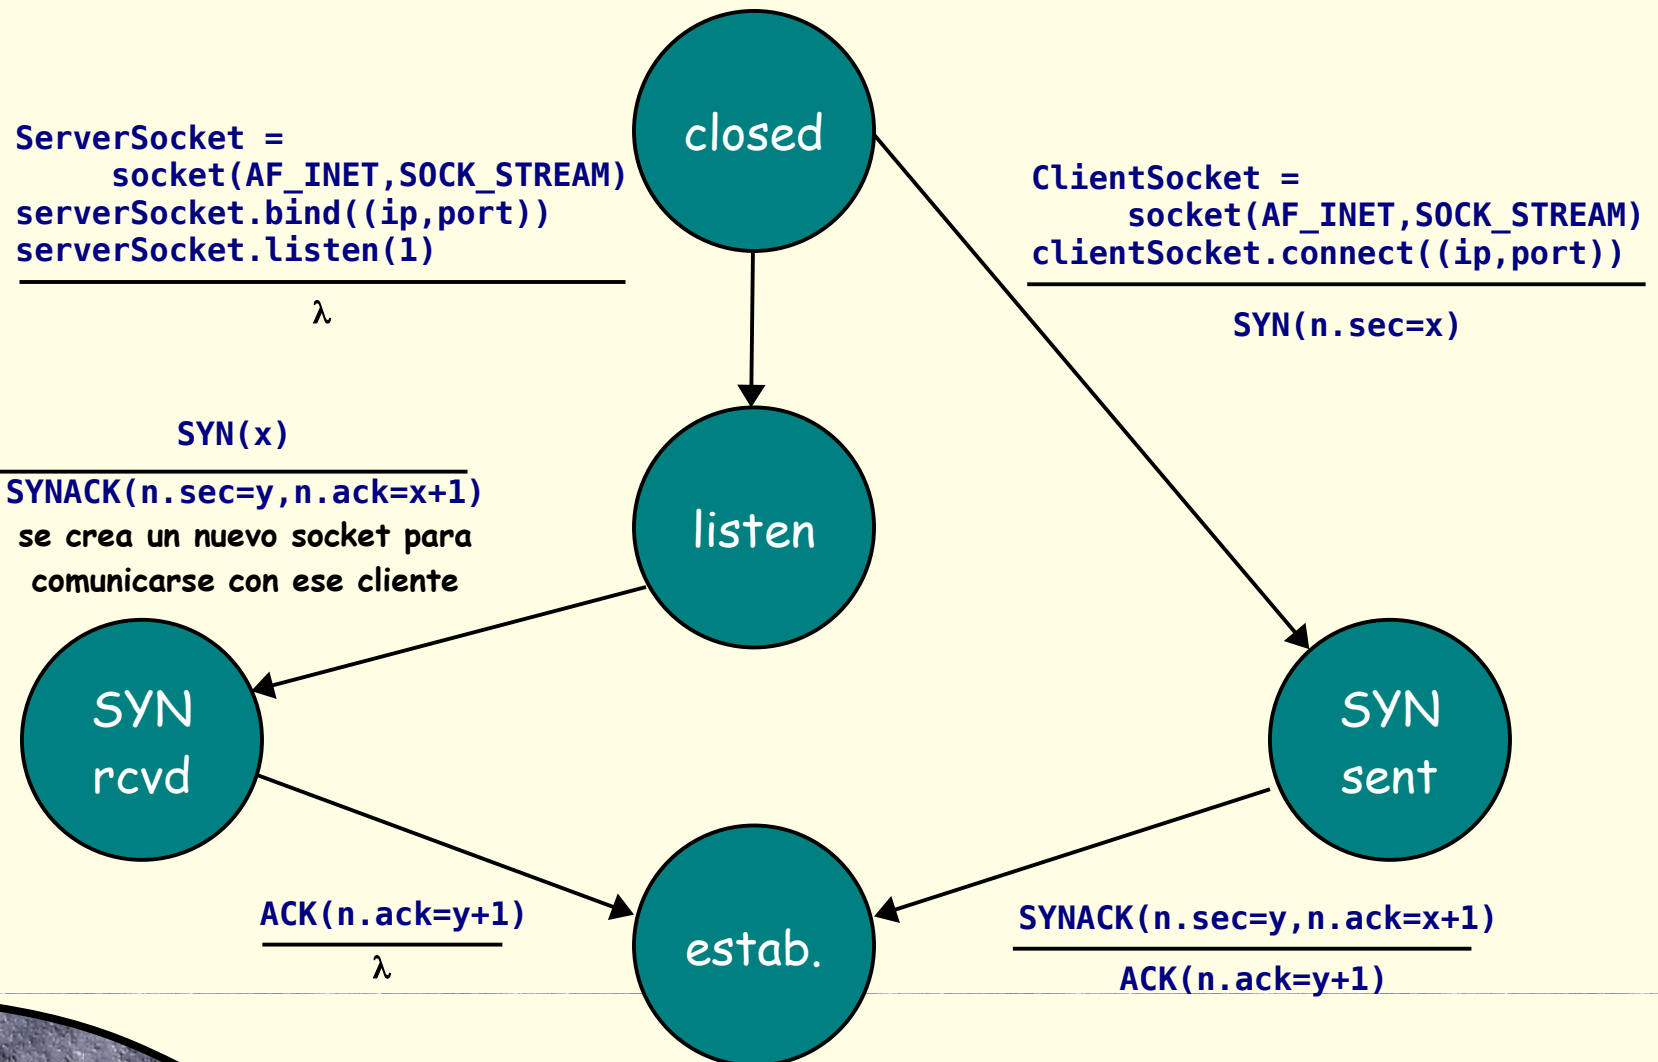 closed
ServerSocket =
socket(AF_INET,SOCK_STREAM)
serverSocket.bind((ip,port))
serverSocket.listen(1)
λ
ClientSocket =
socket(AF_INET,SOCK_STREAM)
clientSocket.connect((ip,port))
SYN(n.sec=x)
SYN(x)
SYNACK(n.sec=y,n.ack=x+1)
se crea un nuevo socket para
comunicarse con ese cliente
listen
SYN
rcvd
SYN
sent
ACK(n.ack=y+1)
λ
estab.
SYNACK(n.sec=y,n.ack=x+1)
ACK(n.ack=y+1)